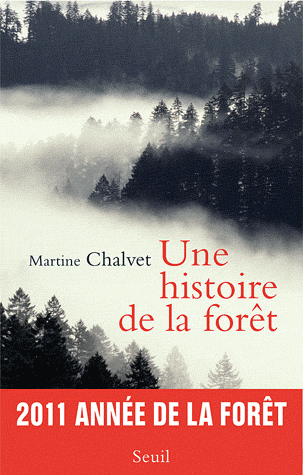 Martine Chalvet Une
histoire
de la forêt
2011 ANNÉE DE LA FORÊT
Seuil